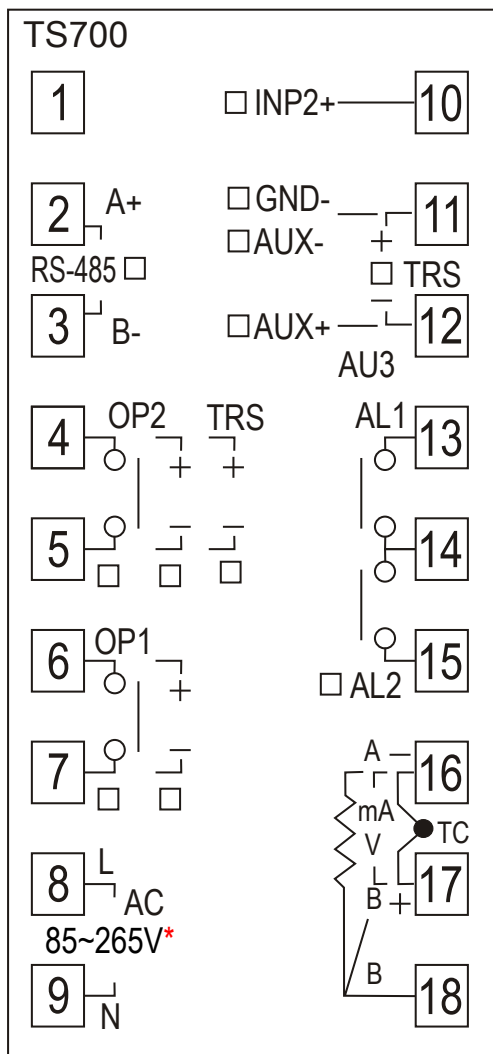 TS700
1
□ INP2+
10
2
A+
□ GND-
11
□ AUX-
+
RS-485 □
□ TRS
3
B-
□ AUX+
−
12
AU3
4
OP2
TRS
AL1
13
+
+
5
−
−
14
□
□
□
6
OP1
15
+
□ AL2
7
−
□
□
A
−
16
mA
TC
8
L
V
17
AC
B
+
85~265V*
9
N
B
18